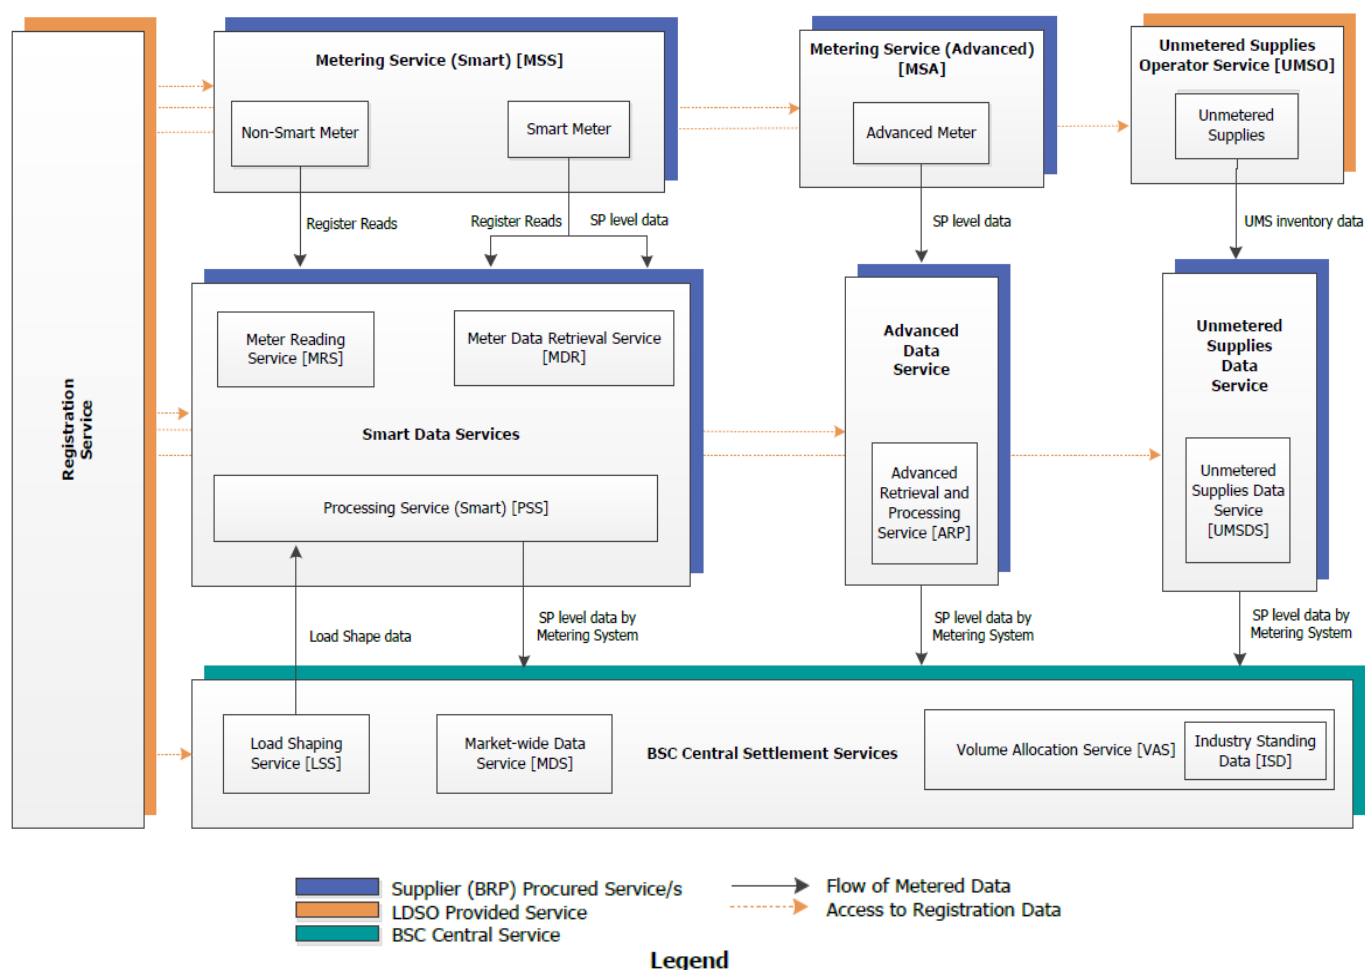 Registration
Service
Metering Service (Smart) [MSS]
Non-Smart Meter
Smart Meter
Metering Service (Advanced)
[MSA]
Advanced Meter
Unmetered Supplies
Operator Service [UMSO]
Unmetered
Supplies
Register Reads
Register Reads
SP level data
SP level data
UMS inventory data
Meter Reading
Service [MRS]
Meter Data Retrieval Service
[MDR]
Smart Data Services
Processing Service (Smart) [PSS]
Advanced
Data
Service
Advanced
Retrieval and
Processing
Service [ARP]
Unmetered
Supplies
Data
Service
Unmetered
Supplies Data
Service
[UMSDS]
Load Shape data
SP level data by
Metering System
SP level data by
Metering System
SP level data by
Metering System
Load Shaping
Service [LSS]
Market-wide Data
Service [MDS]
BSC Central Settlement Services
Volume Allocation Service [VAS]
Industry Standing
Data [ISD]
Supplier (BRP) Procured Service/s
LDSO Provided Service
BSC Central Service
Flow of Metered Data
Access to Registration Data
Legend